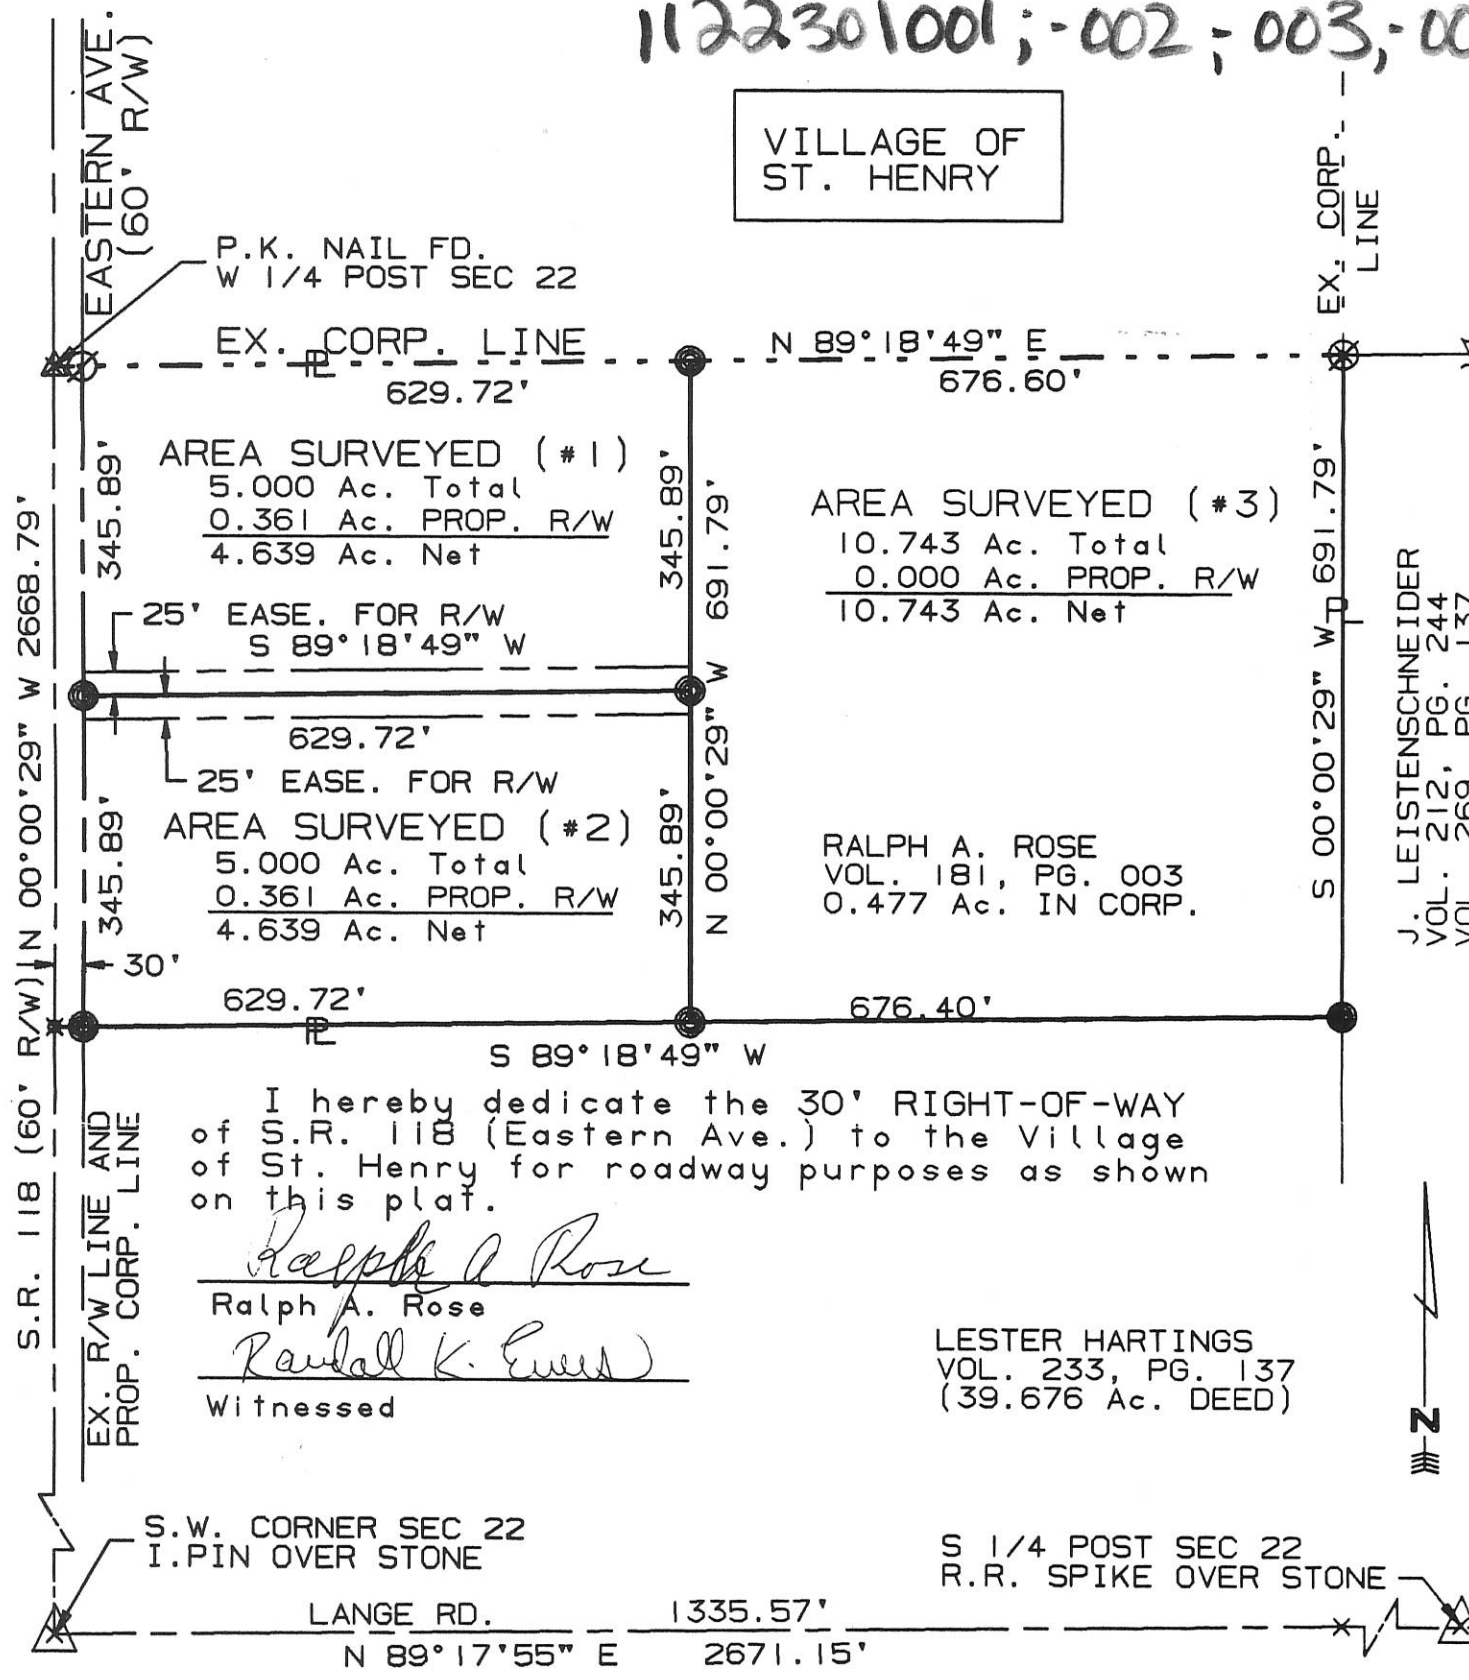 1122301001;-002;-003,-00
EASTERN AVE.
(60' R/W)
VILLAGE OF
ST. HENRY
EX. CORP.
LINE
P.K. NAIL FD.
W 1/4 POST SEC 22
EX. CORP. LINE
PL
629.72'
N 89°18'49" E
676.60'
AREA SURVEYED (#1)
5.000 Ac. Total
0.361 Ac. PROP. R/W
4.639 Ac. Net
345.89'
345.89'
N 00°00'29" W 691.79'
AREA SURVEYED (#3)
10.743 Ac. Total
0.000 Ac. PROP. R/W
10.743 Ac. Net
S 00°00'29" W 691.79'
PL
25' EASE. FOR R/W
S 89°18'49" W
629.72'
25' EASE. FOR R/W
AREA SURVEYED (#2)
5.000 Ac. Total
0.361 Ac. PROP. R/W
4.639 Ac. Net
345.89'
345.89'
RALPH A. ROSE
VOL. 181, PG. 003
0.477 Ac. IN CORP.
J. LEISTENSCHNEIDER
VOL. 212, PG. 244
VOL. 269, PG. 137
30'
629.72'
PL
676.40'
S 89°18'49" W
S.R. 118 (60' R/W) N 00°00'29" W 2668.79'
I hereby dedicate the 30' RIGHT-OF-WAY
of S.R. 118 (Eastern Ave.) to the Village
of St. Henry for roadway purposes as shown
on this plat.
Ralph A Rose
Ralph A. Rose
Randall K.
Witnessed
EX. R/W LINE AND
PROP. CORP. LINE
LESTER HARTINGS
VOL. 233, PG. 137
(39.676 Ac. DEED)
N
S.W. CORNER SEC 22
I.PIN OVER STONE
S 1/4 POST SEC 22
R.R. SPIKE OVER STONE
LANGE RD. 1335.57'
N 89°17'55" E 2671.15'